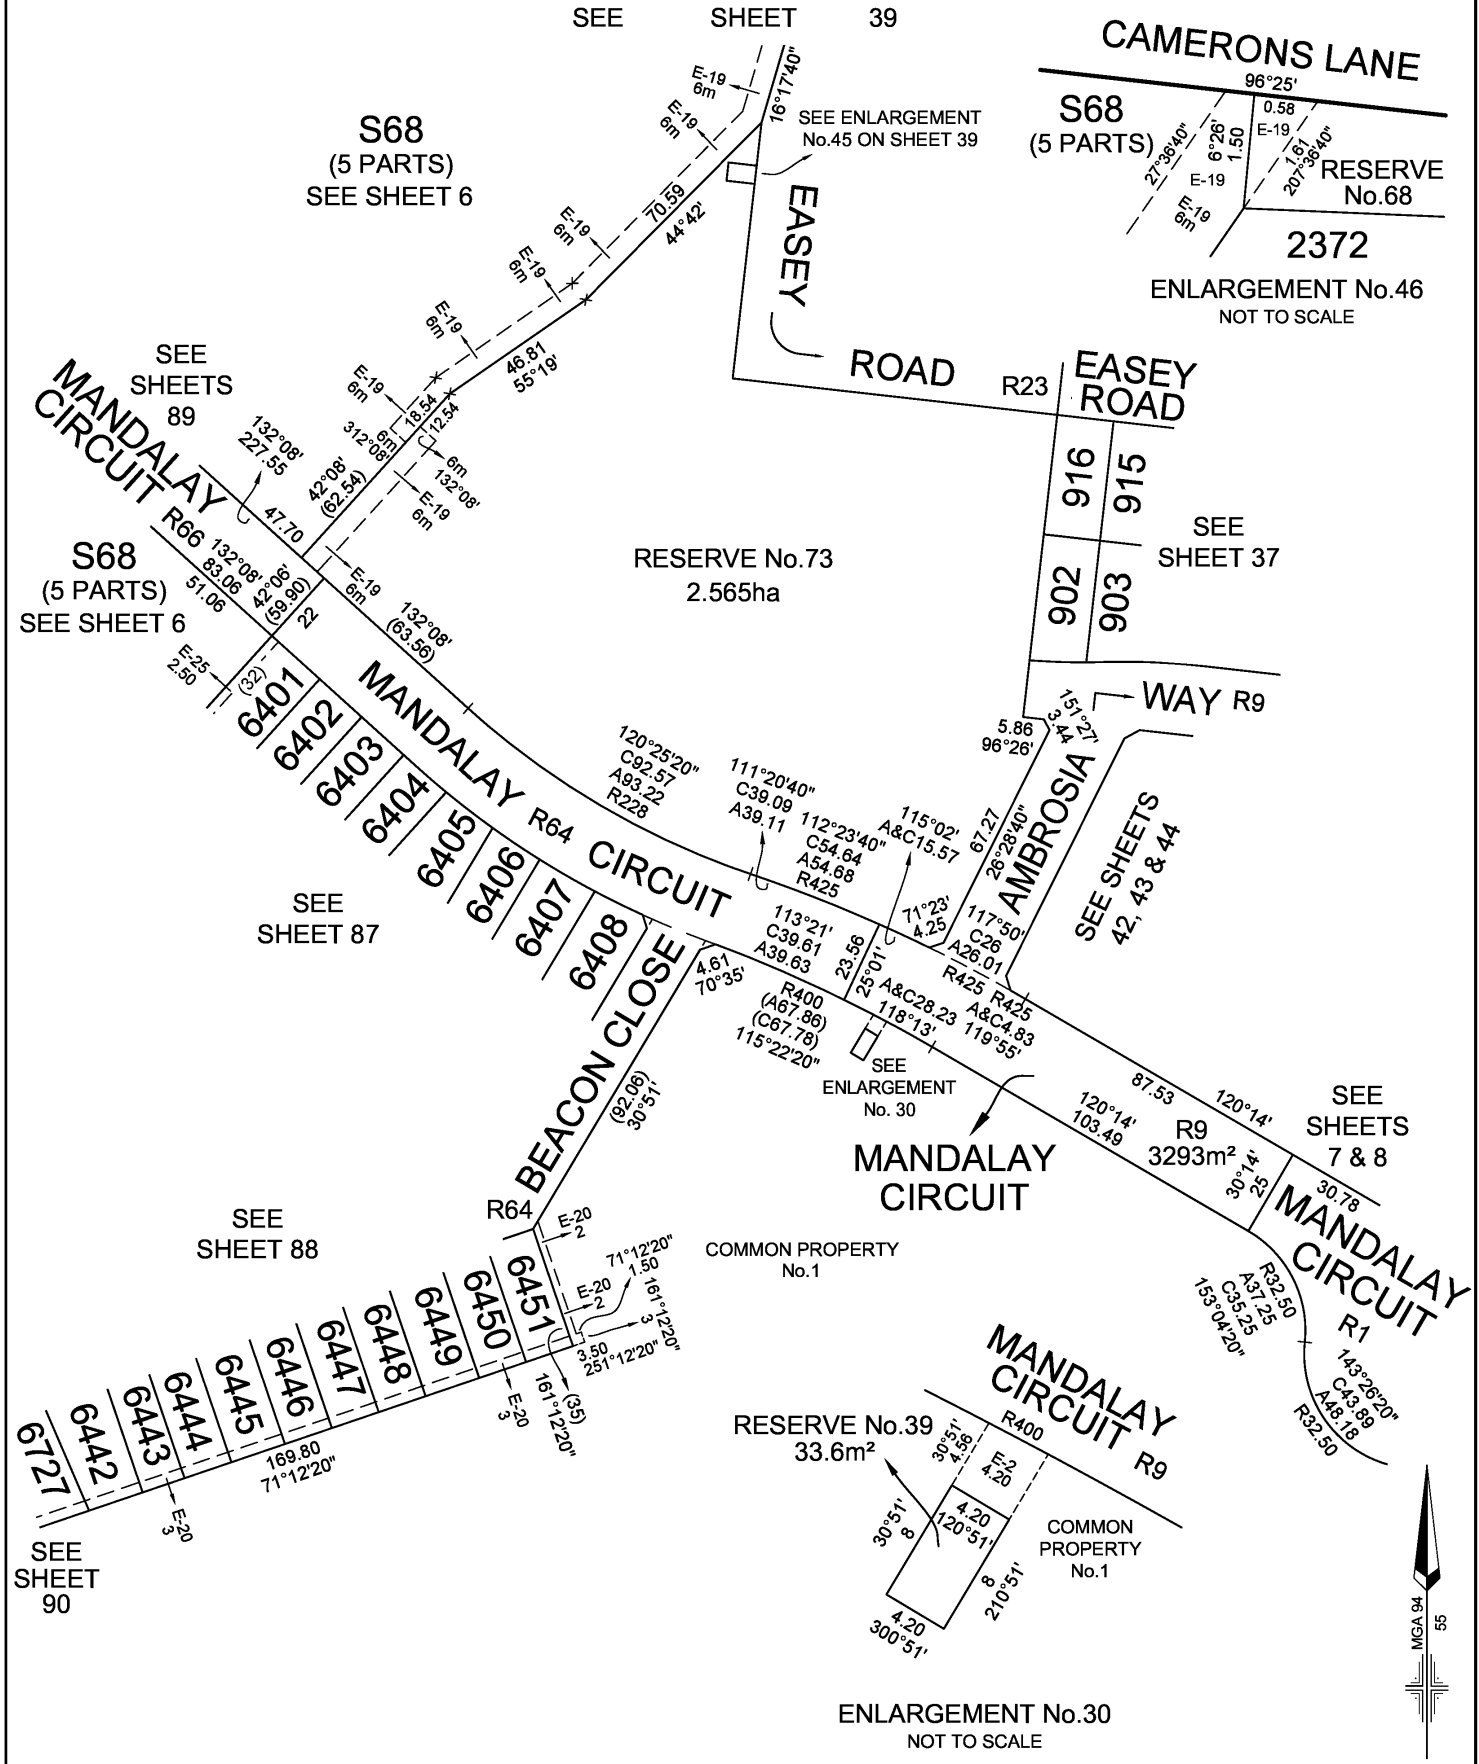 SEE SHEET 39
CAMERONS LANE
96°25'
0.58
S68
(5 PARTS)
27°36'40"
6°26'
1.50
E-19
1.61
207°36'40"
E-19
E-19
6m
RESERVE
No.68
2372
ENLARGEMENT No.46
NOT TO SCALE
E-19
6m
16°17'40"
E-19
6m
SEE ENLARGEMENT
No.45 ON SHEET 39
S68
(5 PARTS)
SEE SHEET 6
70.59
44°42'
E-19
6m
E-19
6m
E-19
6m
46.81
55°19'
EASEY
ROAD
R23
EASEY
ROAD
916
915
902
903
SEE
SHEET 37
SEE
SHEETS
89
MANDALAY
CIRCUIT
R66
132°08'
227.55
47.70
E-19
6m
18.54
12.54
6m
312°08'
42°08'
(62.54)
6m
132°08'
E-19
6m
E-19
6m
S68
(5 PARTS)
SEE SHEET 6
132°08'
83.06
51.06
42°06'
(59.90)
22
132°08'
(63.56)
RESERVE No.73
2.565ha
E-25
2.50
(32)
6401
6402
6403
6404
6405
6406
6407
6408
SEE
SHEET 87
MANDALAY
R64
CIRCUIT
120°25'20"
C92.57
A93.22
R228
111°20'40"
C39.09
A39.11
112°23'40"
C54.64
A54.68
R425
115°02'
A&C15.57
5.86
96°26'
151°27'
3.44
WAY R9
AMBROSIA
67.27
26°28'40"
SEE SHEETS
42, 43 & 44
71°23'
4.25
117°50'
C26
A26.01
R425
R425
A&C4.83
119°55'
113°21'
C39.61
A39.63
23.56
25°01'
A&C28.23
118°13'
R400
(A67.86)
(C67.78)
115°22'20"
4.61
70°35'
BEACON CLOSE
(92.06)
30°51'
R64
SEE
ENLARGEMENT
No. 30
MANDALAY
CIRCUIT
87.53
120°14'
120°14'
103.49
R9
3293m²
30°14'
25
SEE
SHEETS
7 & 8
30.78
MANDALAY
CIRCUIT
R1
R32.50
A37.25
C35.25
153°04'20"
143°26'20"
C43.89
A48.18
R32.50
SEE
SHEET 88
E-20
2
E-20
2
71°12'20"
1.50
161°12'20"
3
3.50
251°12'20"
(35)
161°12'20"
COMMON PROPERTY
No.1
6451
6450
6449
6448
6447
6446
6445
6444
6443
6442
6727
E-20
3
169.80
71°12'20"
E-20
3
SEE
SHEET
90
MANDALAY
CIRCUIT
R9
R400
RESERVE No.39
33.6m²
30°51'
4.56
E-2
4.20
4.20
120°51'
30°51'
8
8
210°51'
4.20
300°51'
COMMON
PROPERTY
No.1
ENLARGEMENT No.30
NOT TO SCALE
MGA 94
55